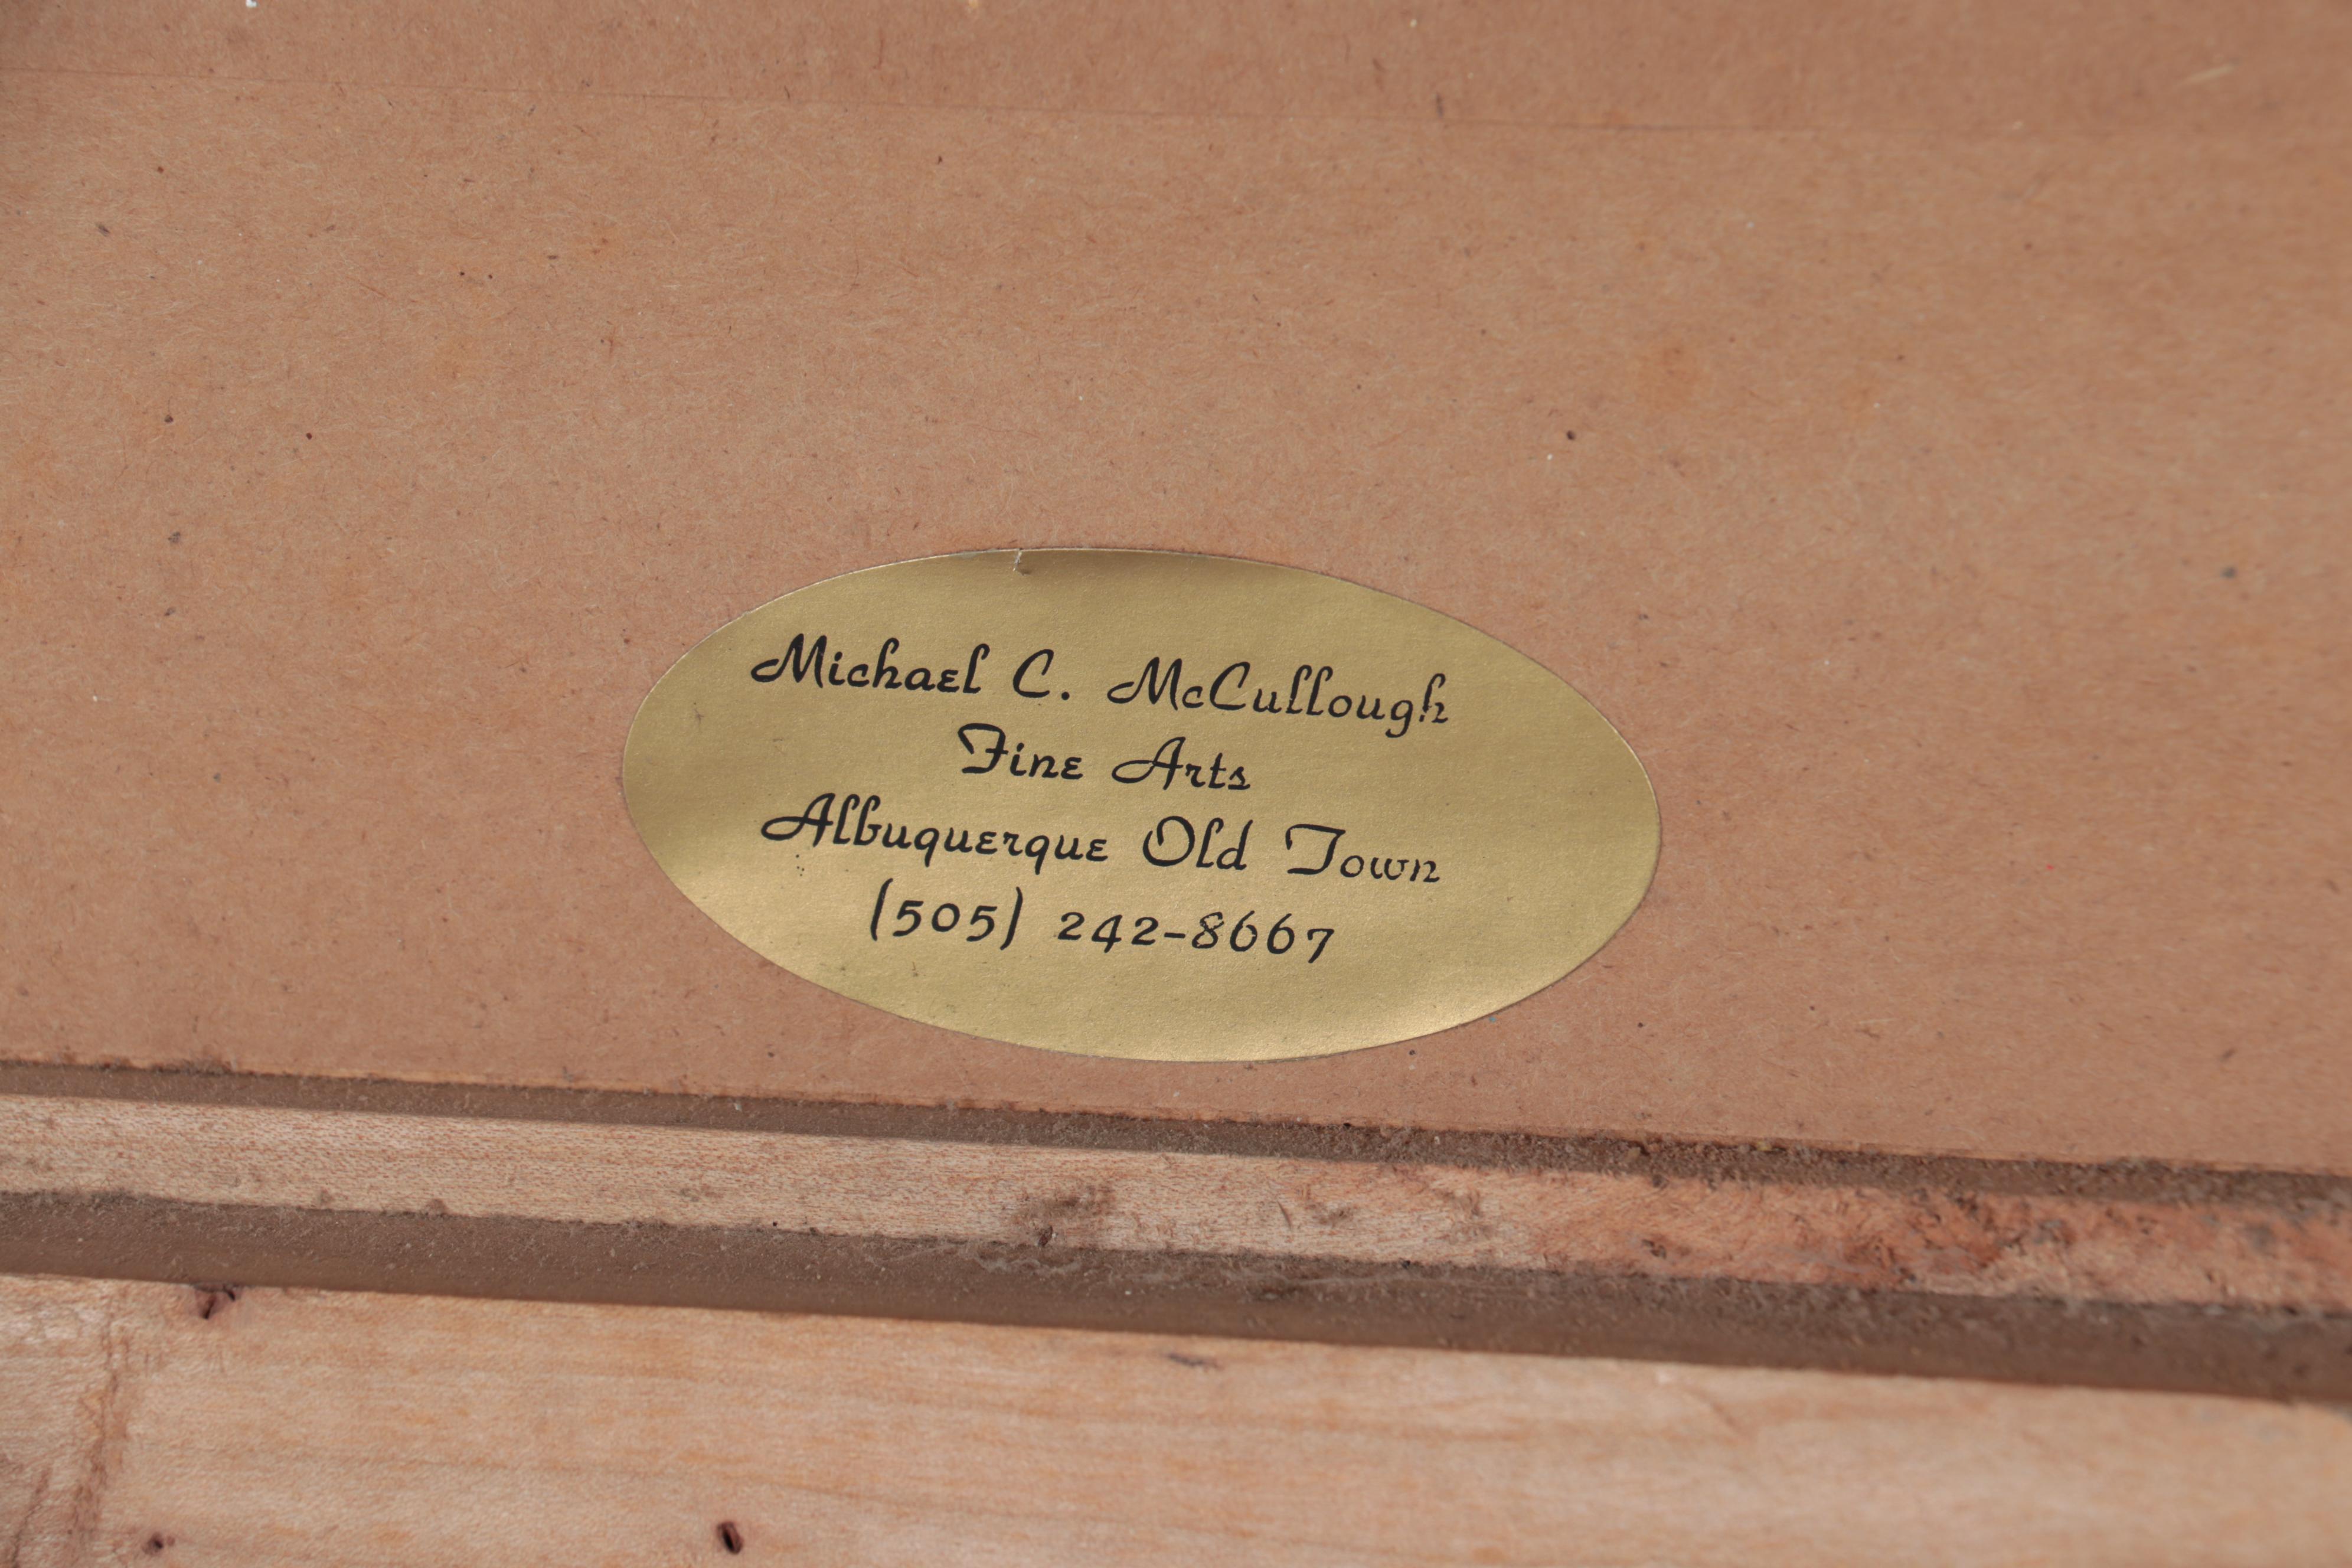 Michael C. McCullough
Fine Arts
Albuquerque Old Town
(505) 242-8667